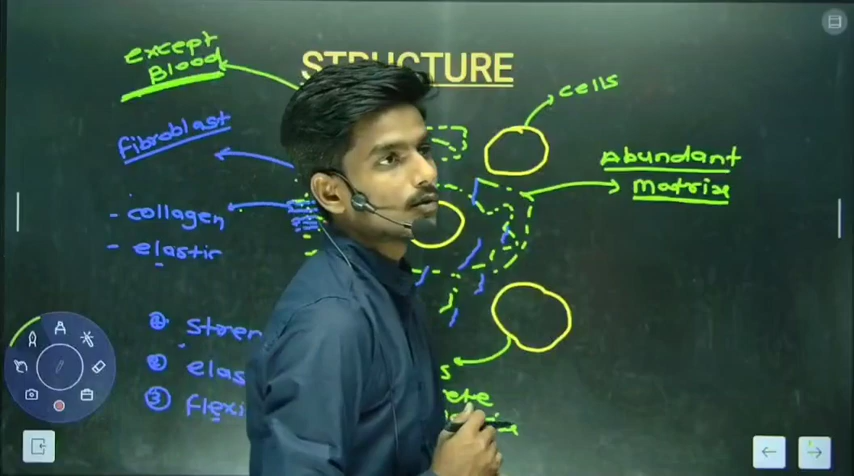 STRUCTURE
except
Blood
cells
fibroblast
Abundant
matrix
- collagen
- elastic
①
②
③